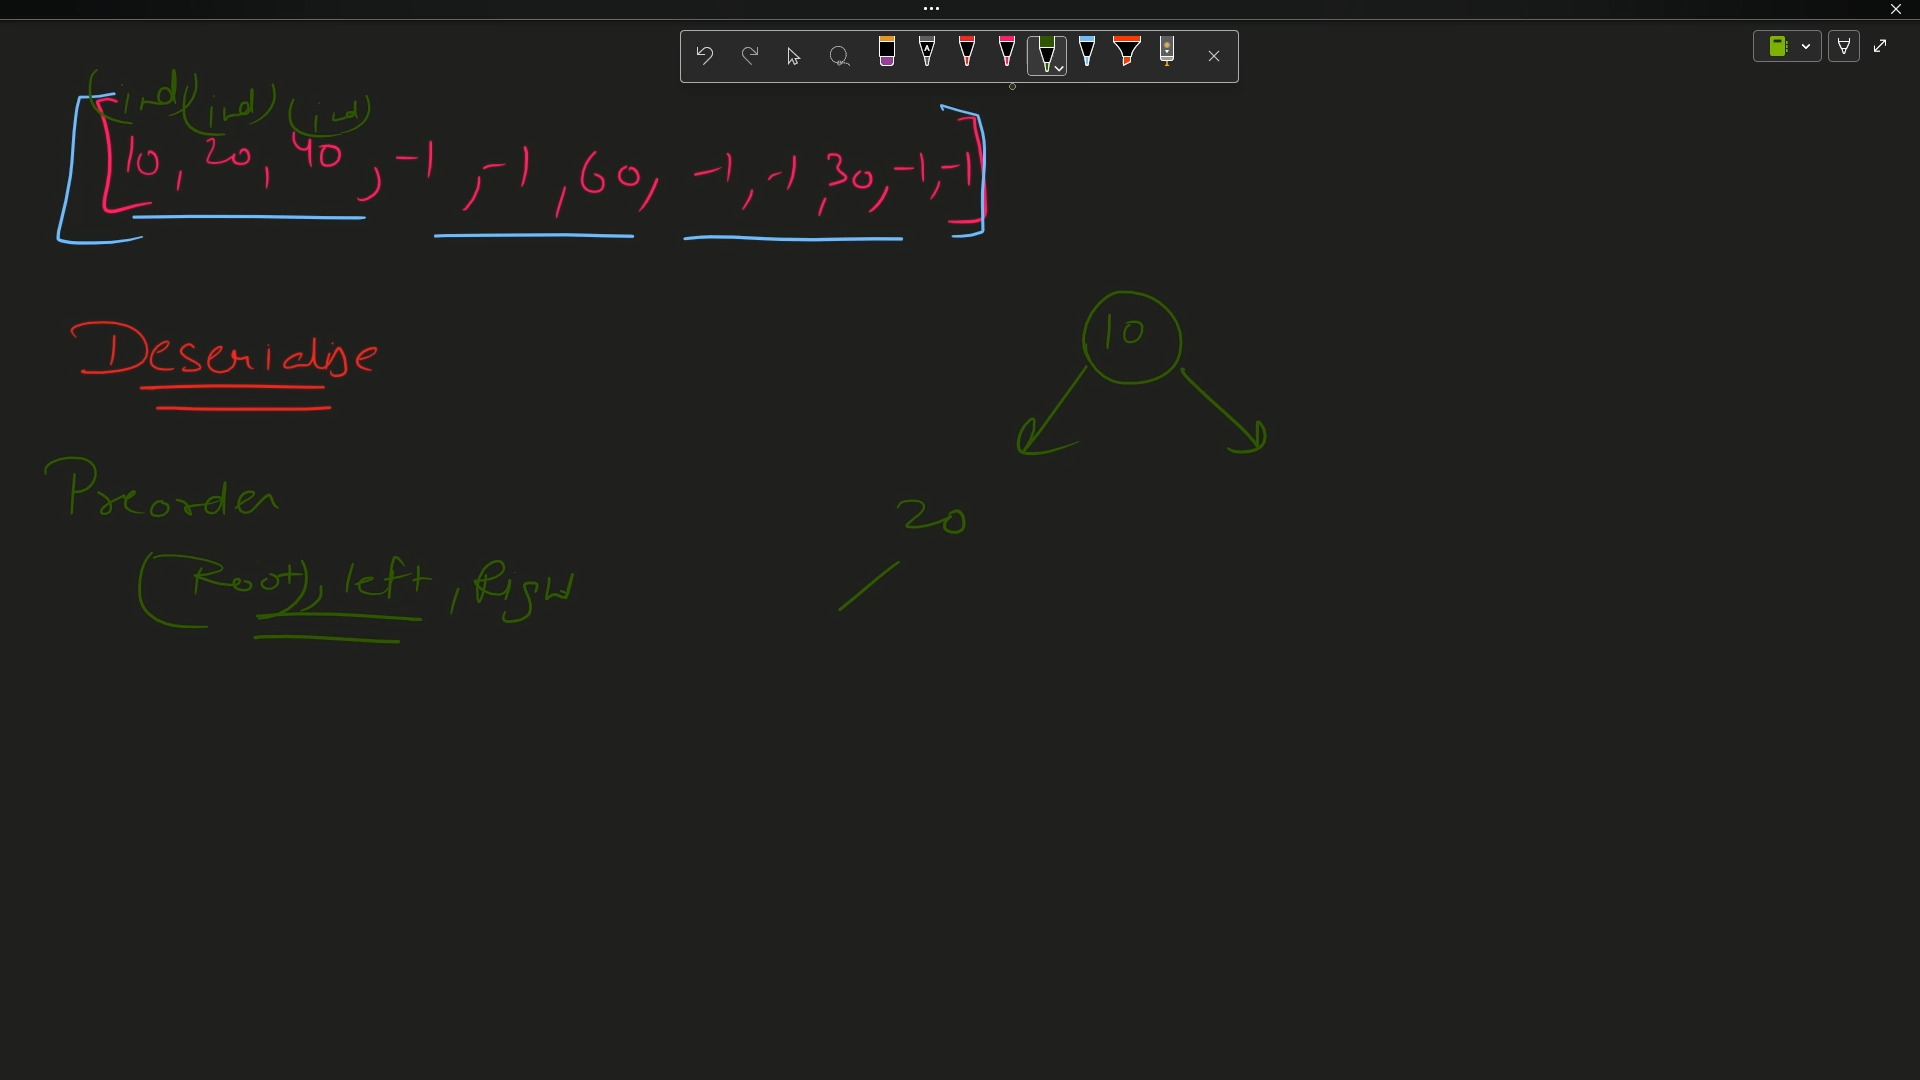 (ind) (ind) (ind)
[10, 20, 40, -1, -1, 60, -1, -1, 30, -1, -1]
Deserialise
10
Preorder
20
(Root), left, Right